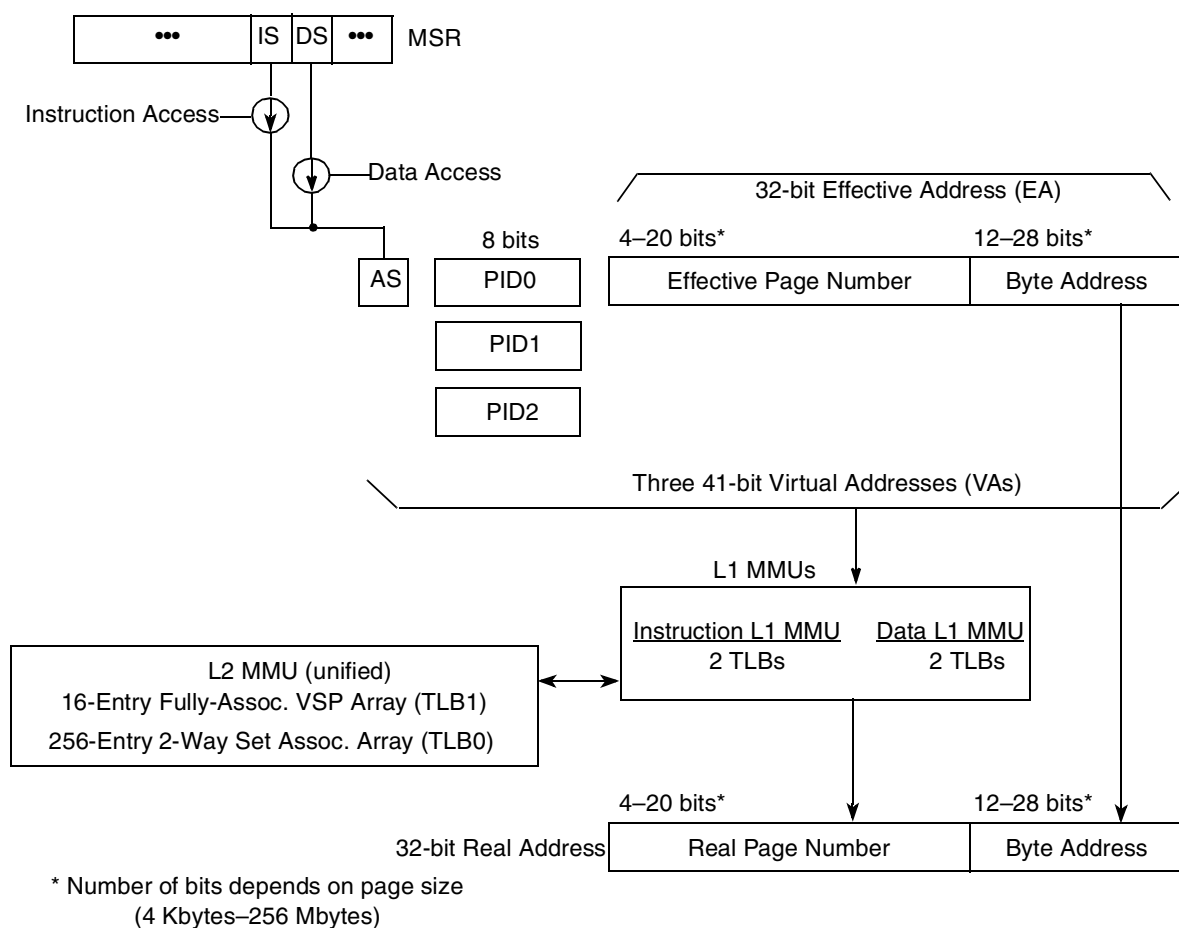 ••• IS DS ••• MSR
Instruction Access
Data Access
32-bit Effective Address (EA)
8 bits 4–20 bits* 12–28 bits*
AS PID0 Effective Page Number Byte Address
PID1
PID2
Three 41-bit Virtual Addresses (VAs)
L1 MMUs
Instruction L1 MMU Data L1 MMU
2 TLBs 2 TLBs
L2 MMU (unified)
16-Entry Fully-Assoc. VSP Array (TLB1)
256-Entry 2-Way Set Assoc. Array (TLB0)
4–20 bits* 12–28 bits*
32-bit Real Address Real Page Number Byte Address
* Number of bits depends on page size
(4 Kbytes–256 Mbytes)